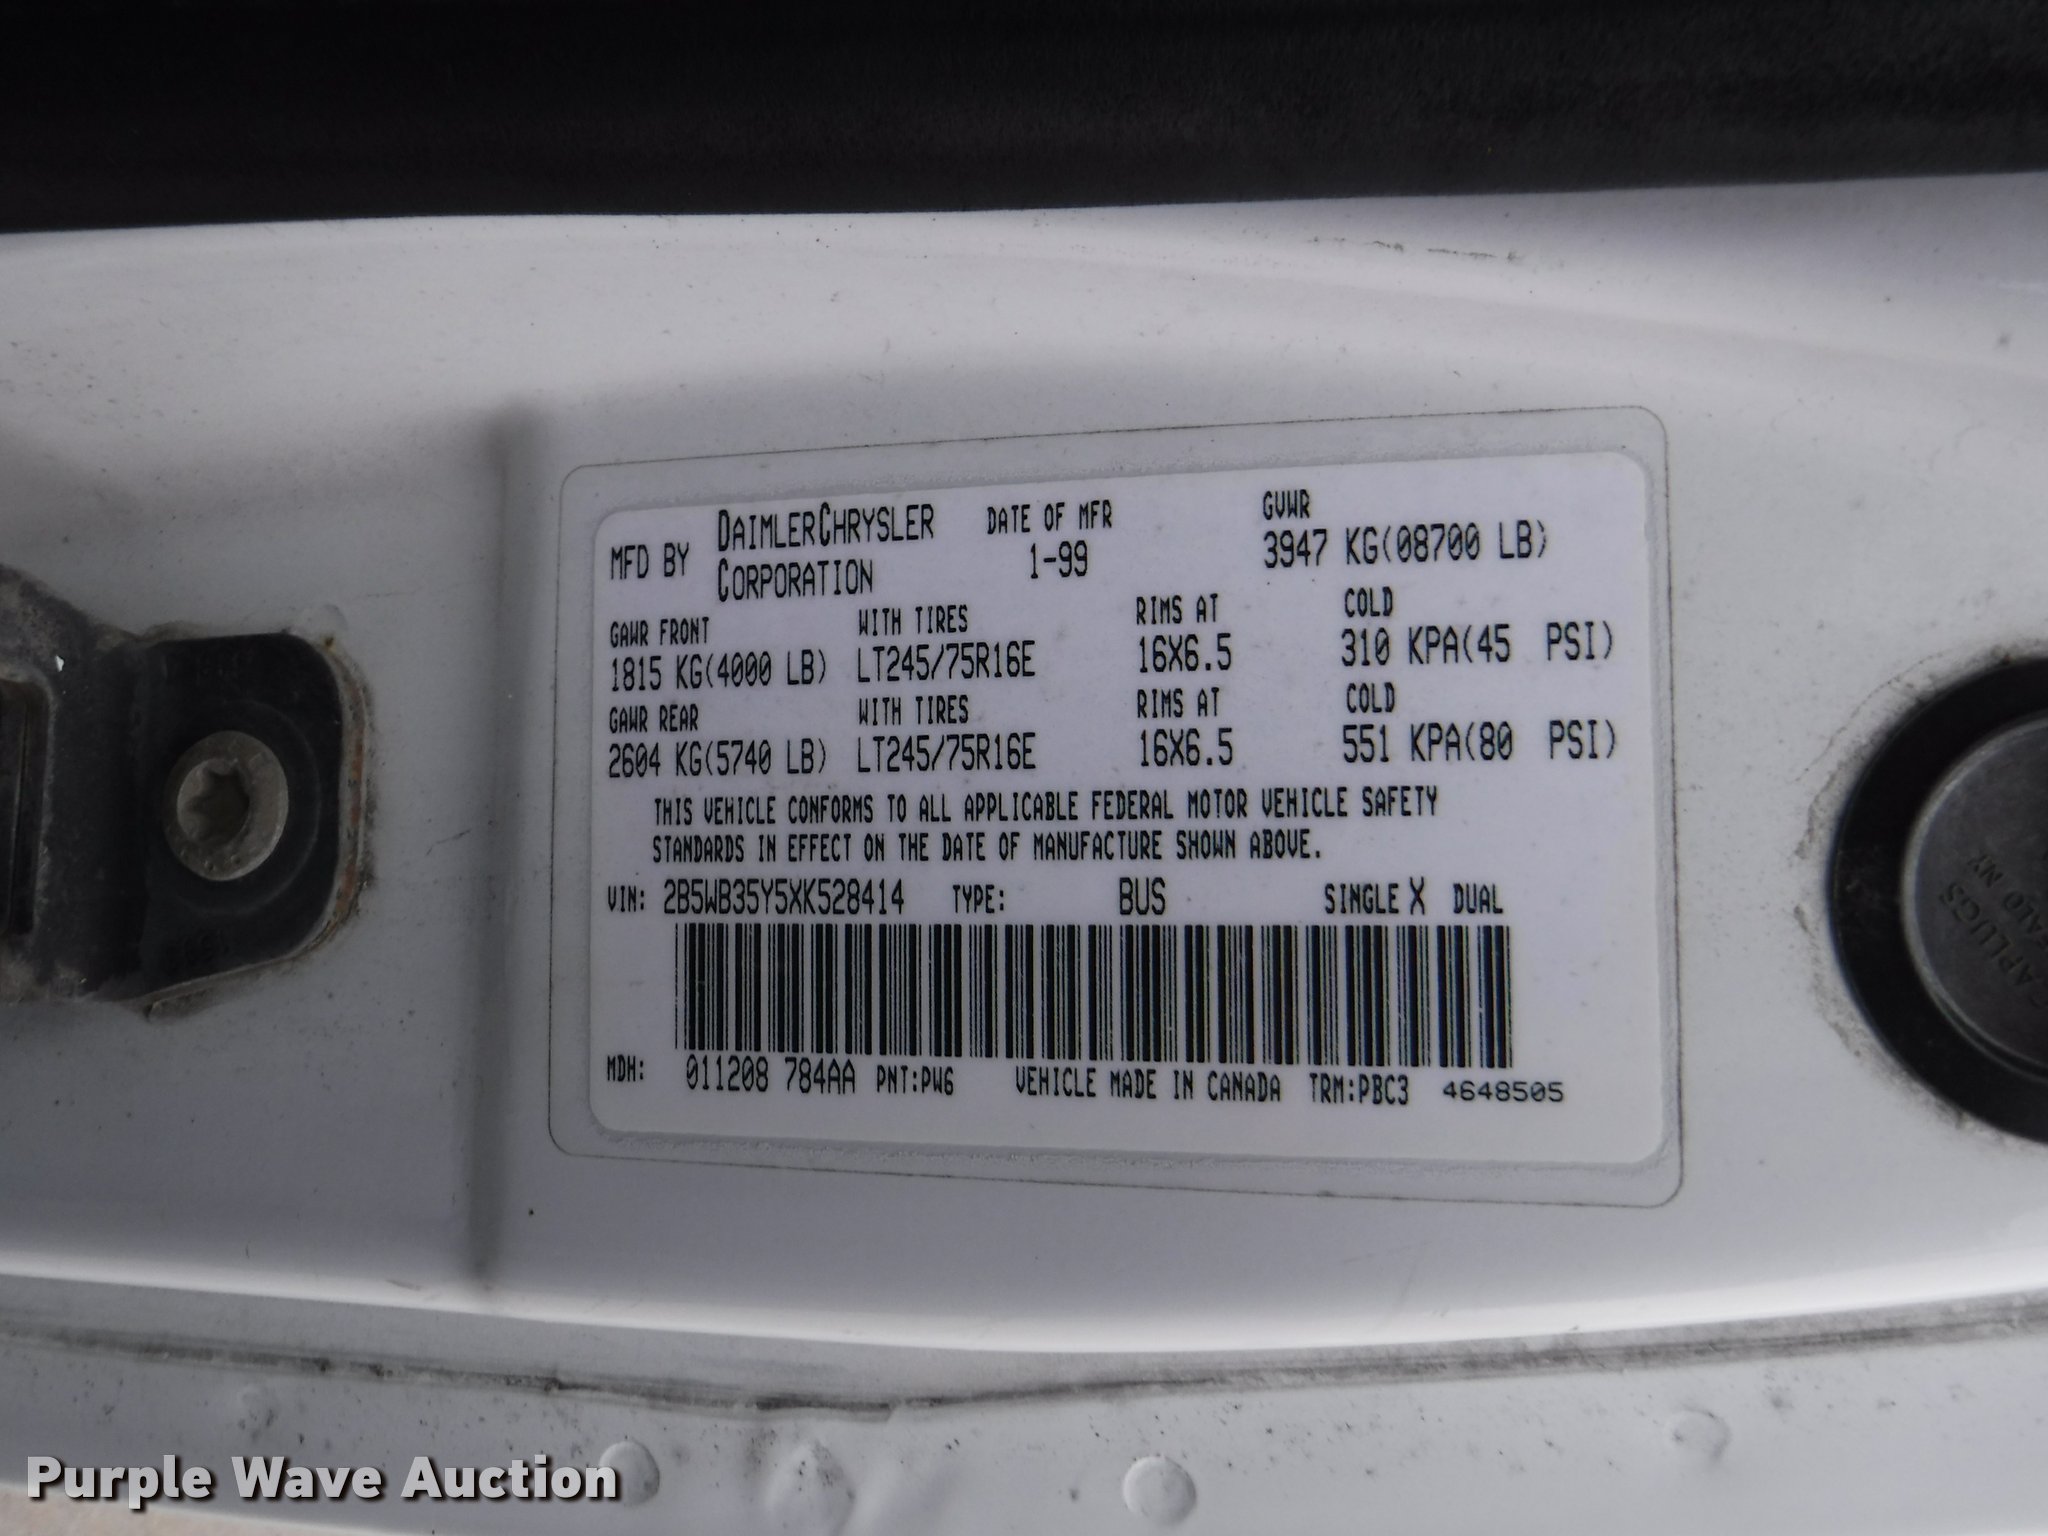 MFD BY DAIMLERCHRYSLER CORPORATION DATE OF MFR 1-99 GVWR 3947 KG(08700 LB)
GAWR FRONT WITH TIRES RIMS AT COLD
1815 KG(4000 LB) LT245/75R16E 16X6.5 310 KPA(45 PSI)
GAWR REAR WITH TIRES RIMS AT COLD
2604 KG(5740 LB) LT245/75R16E 16X6.5 551 KPA(80 PSI)
THIS VEHICLE CONFORMS TO ALL APPLICABLE FEDERAL MOTOR VEHICLE SAFETY
STANDARDS IN EFFECT ON THE DATE OF MANUFACTURE SHOWN ABOVE.
VIN: 2B5WB35Y5XK528414 TYPE: BUS SINGLE X DUAL
MDH: 011208 784AA PNT:PW6 VEHICLE MADE IN CANADA TRM:PBC3 4648505
CAPLUGS
Purple Wave Auction